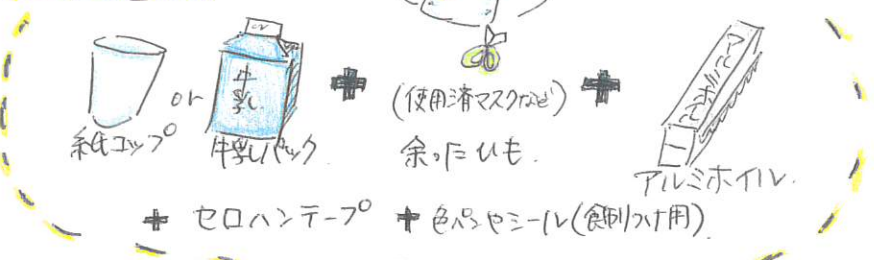 牛乳
アルミホイル
紙コップ or 牛乳パック + (使用済マスクなど) +
余ったひも.
アルミホイル.
+ セロハンテープ + 色ペンやシール(飾りつけ用)